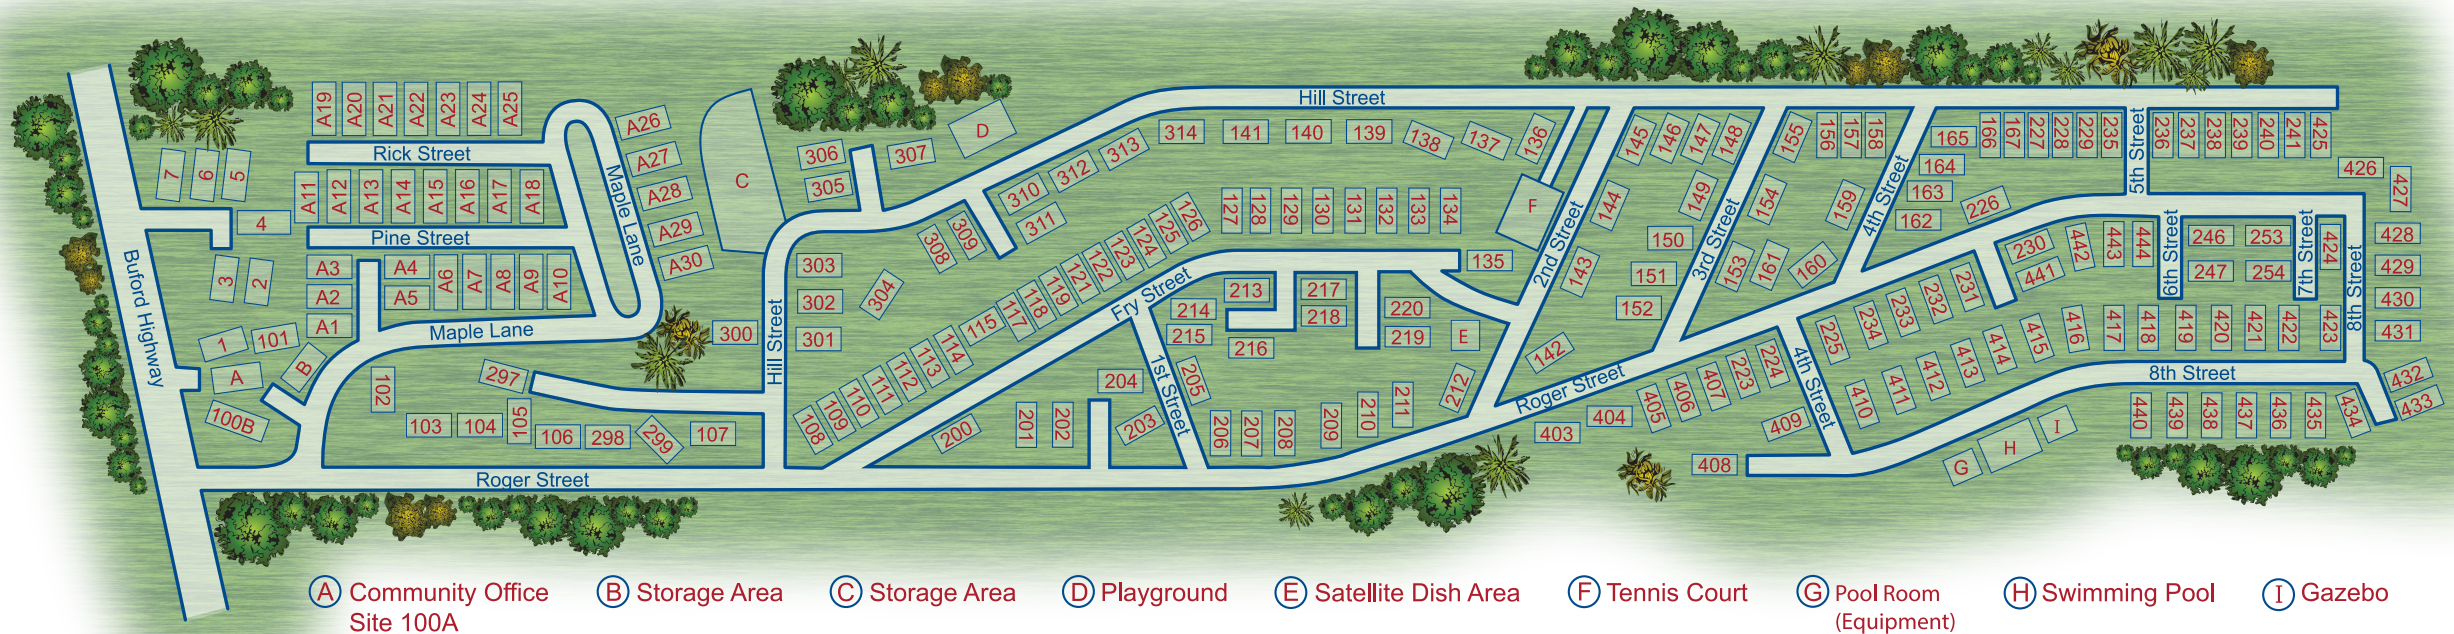 A19 A20 A21 A22 A23 A24 A25
Rick Street
A11 A12 A13 A14 A15 A16 A17 A18
Pine Street
A3 A4 A6 A7 A8 A9 A10
A2 A5
A1
Maple Lane
Maple Lane
A26
A27
A28
A29
A30
7 6 5
4
3 2
1 101
A B
100B
Buford Highway
102
103 104 105 106 298 299 107
297
300
C
Hill Street
Roger Street
306 307
305
D
303
302
301
304
308 309
310 312 313
311
Hill Street
314 141 140 139 138 137 136
108 109 110 111 112 113 114 115 117 118 119 121 122 123 124 125 126
Fry Street
127 128 129 130 131 132 133 134
135
213 217
214 218 220
215 216 219 E
1st Street
204 205
200 201 202 203
206 207 208 209 210 211 212
F
2nd Street
145 146 147 148
144
143
142
149
150
151
152
3rd Street
155 156 157 158
154
153 161 160
159
4th Street
165 166 167 227 228 229 235
164
163
162 226
5th Street
236 237 238 239 240 241 425
426
427
428
429
430
431
432
433
434
Roger Street
225 234 233 232 231 230 441 442 443 444
6th Street
246 253
247 254
7th Street
424
8th Street
403 404 405 406 407 223 224
409
408
4th Street
410 411 412 413 414 415 416 417 418 419 420 421 422 423
8th Street
G H I
440 439 438 437 436 435
A Community Office
Site 100A
B Storage Area
C Storage Area
D Playground
E Satellite Dish Area
F Tennis Court
G Pool Room
(Equipment)
H Swimming Pool
I Gazebo